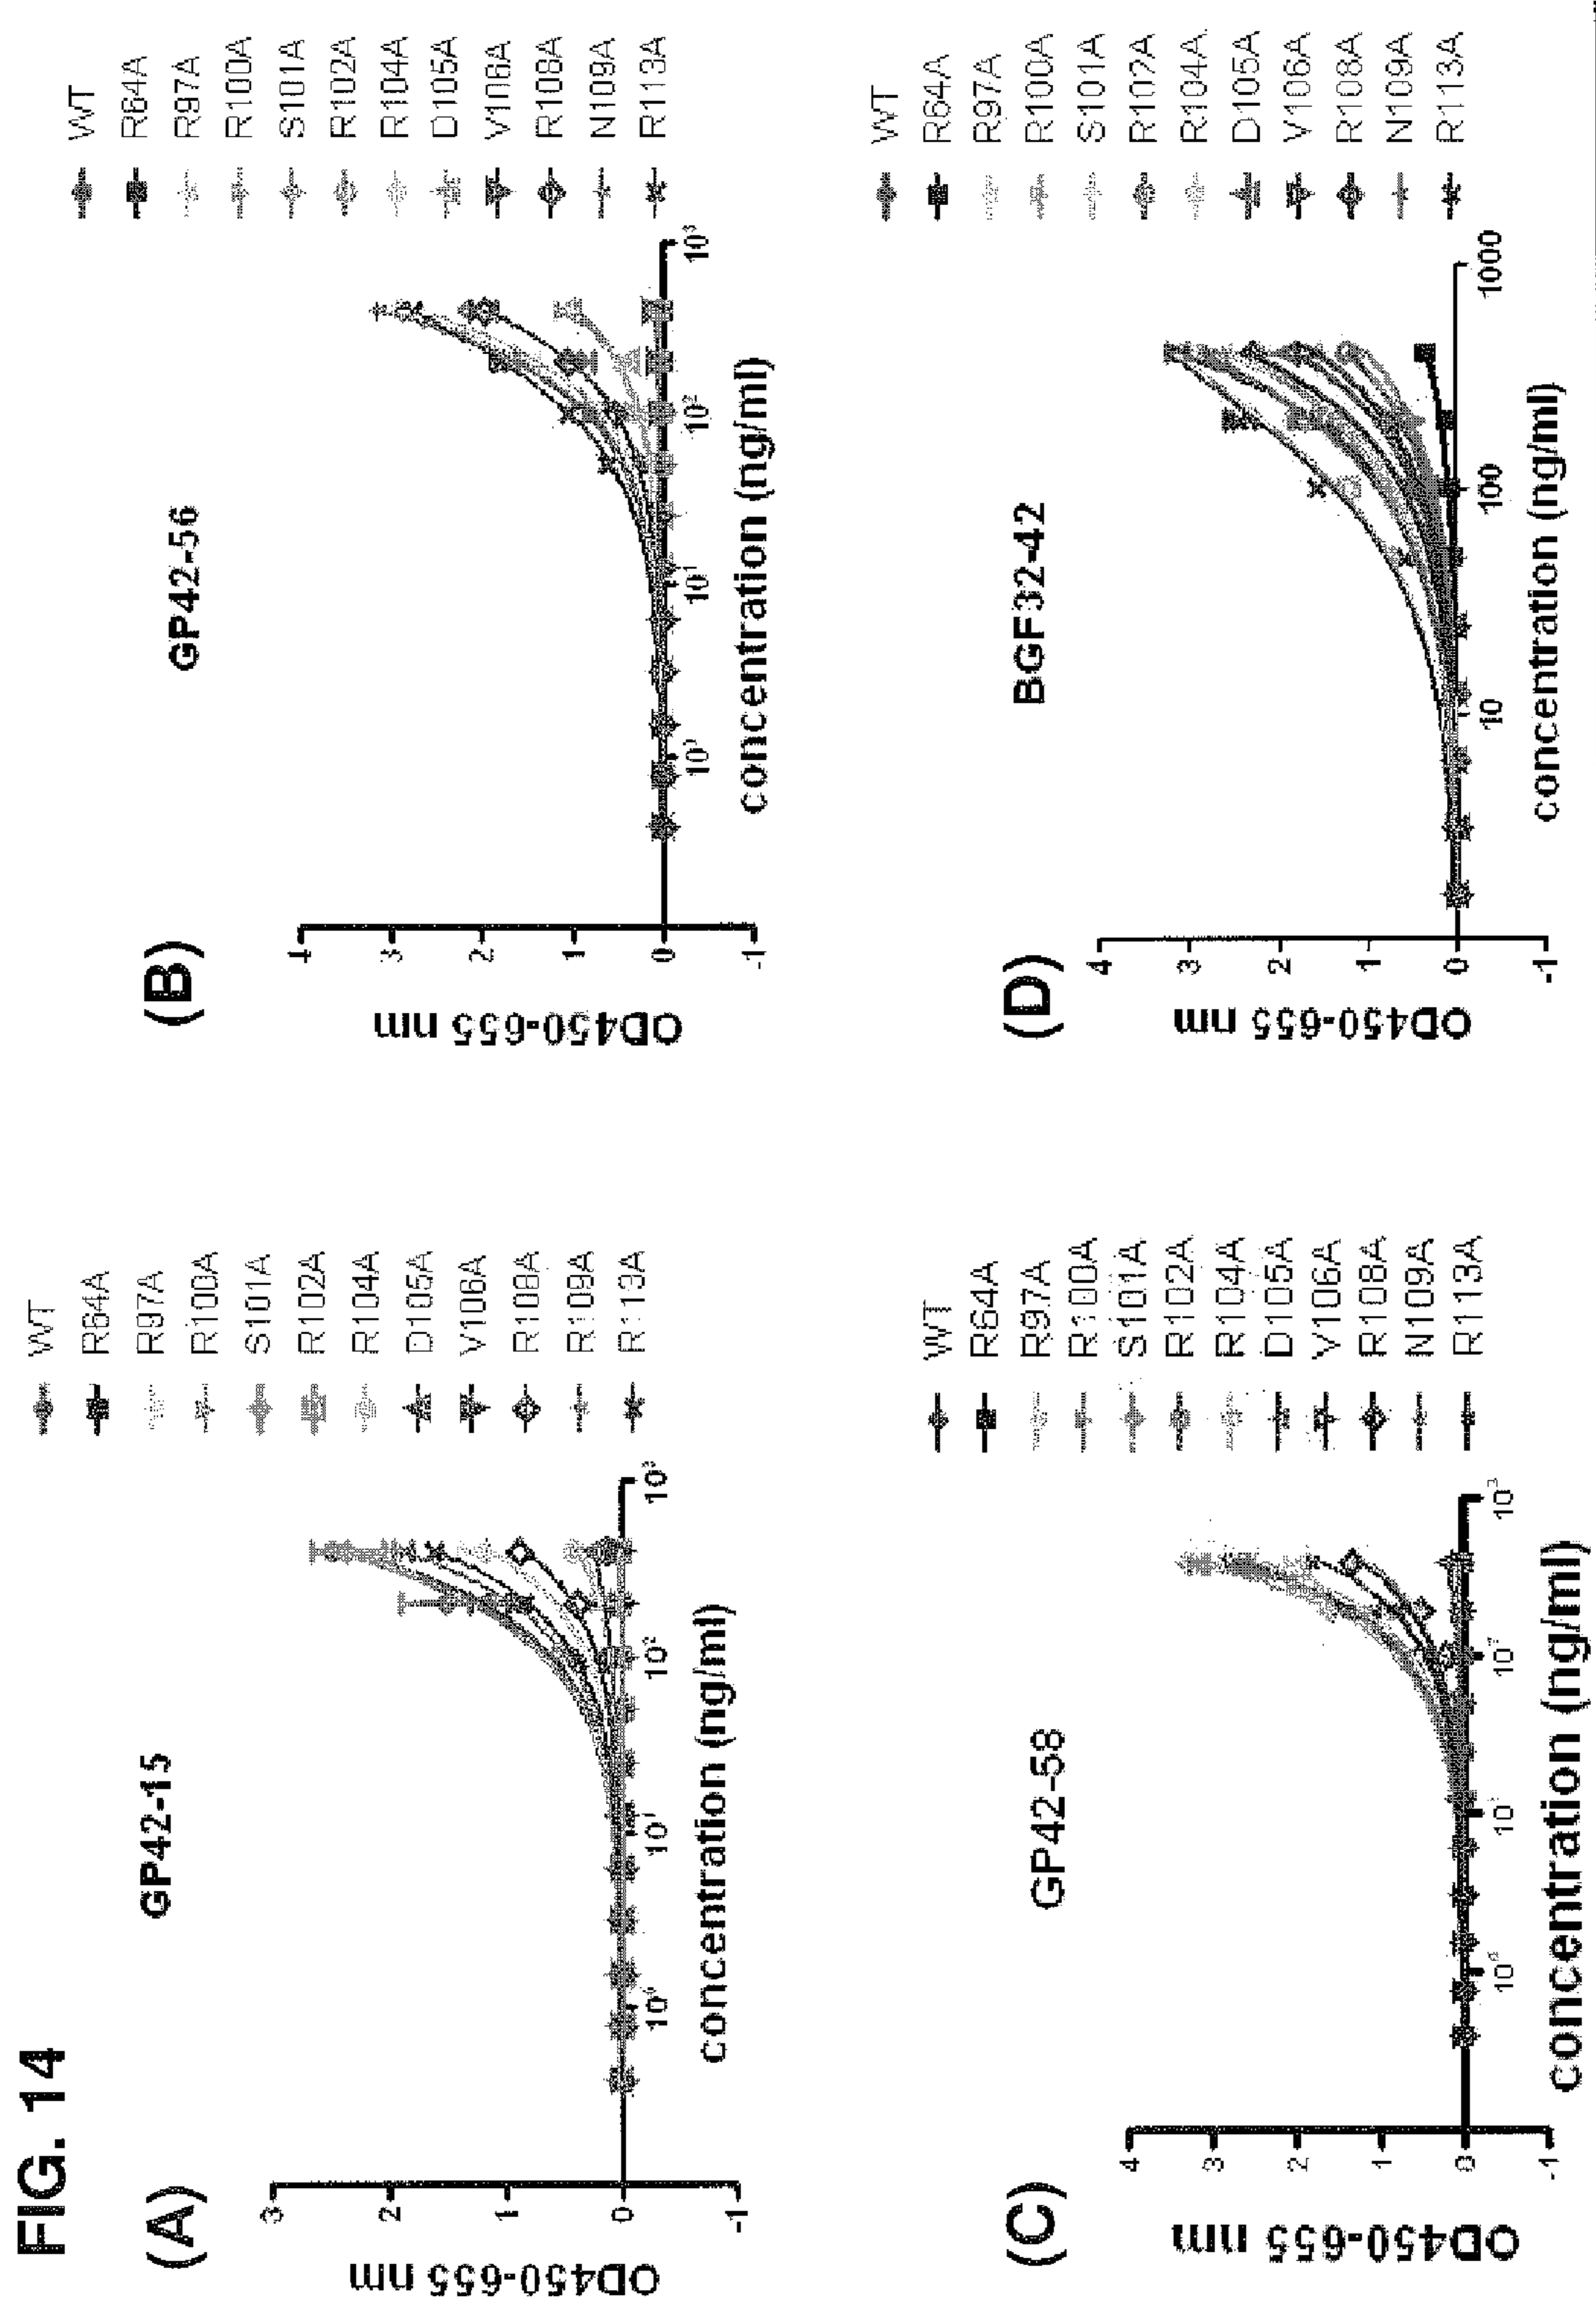 FIG. 14
(A)
GP42-15
OD450-655 nm
3
2
1
0
-1
10¹
10²
10³
concentration (ng/ml)
WT
R64A
R97A
R100A
S101A
R102A
R104A
D105A
V106A
R108A
R109A
R113A
(B)
GP42-56
OD450-655 nm
4
3
2
1
0
-1
10¹
10²
10³
concentration (ng/ml)
WT
R64A
R97A
R100A
S101A
R102A
R104A
D105A
V106A
R108A
N109A
R113A
(C)
GP42-58
OD450-655 nm
4
3
2
1
0
-1
10³
concentration (ng/ml)
WT
R64A
R97A
R100A
S101A
R102A
R104A
D105A
V106A
R108A
N109A
R113A
(D)
BGF32-42
OD450-655 nm
4
3
2
1
0
-1
10
100
1000
concentration (ng/ml)
WT
R64A
R97A
R100A
S101A
R102A
R104A
D105A
V106A
R108A
N109A
R113A